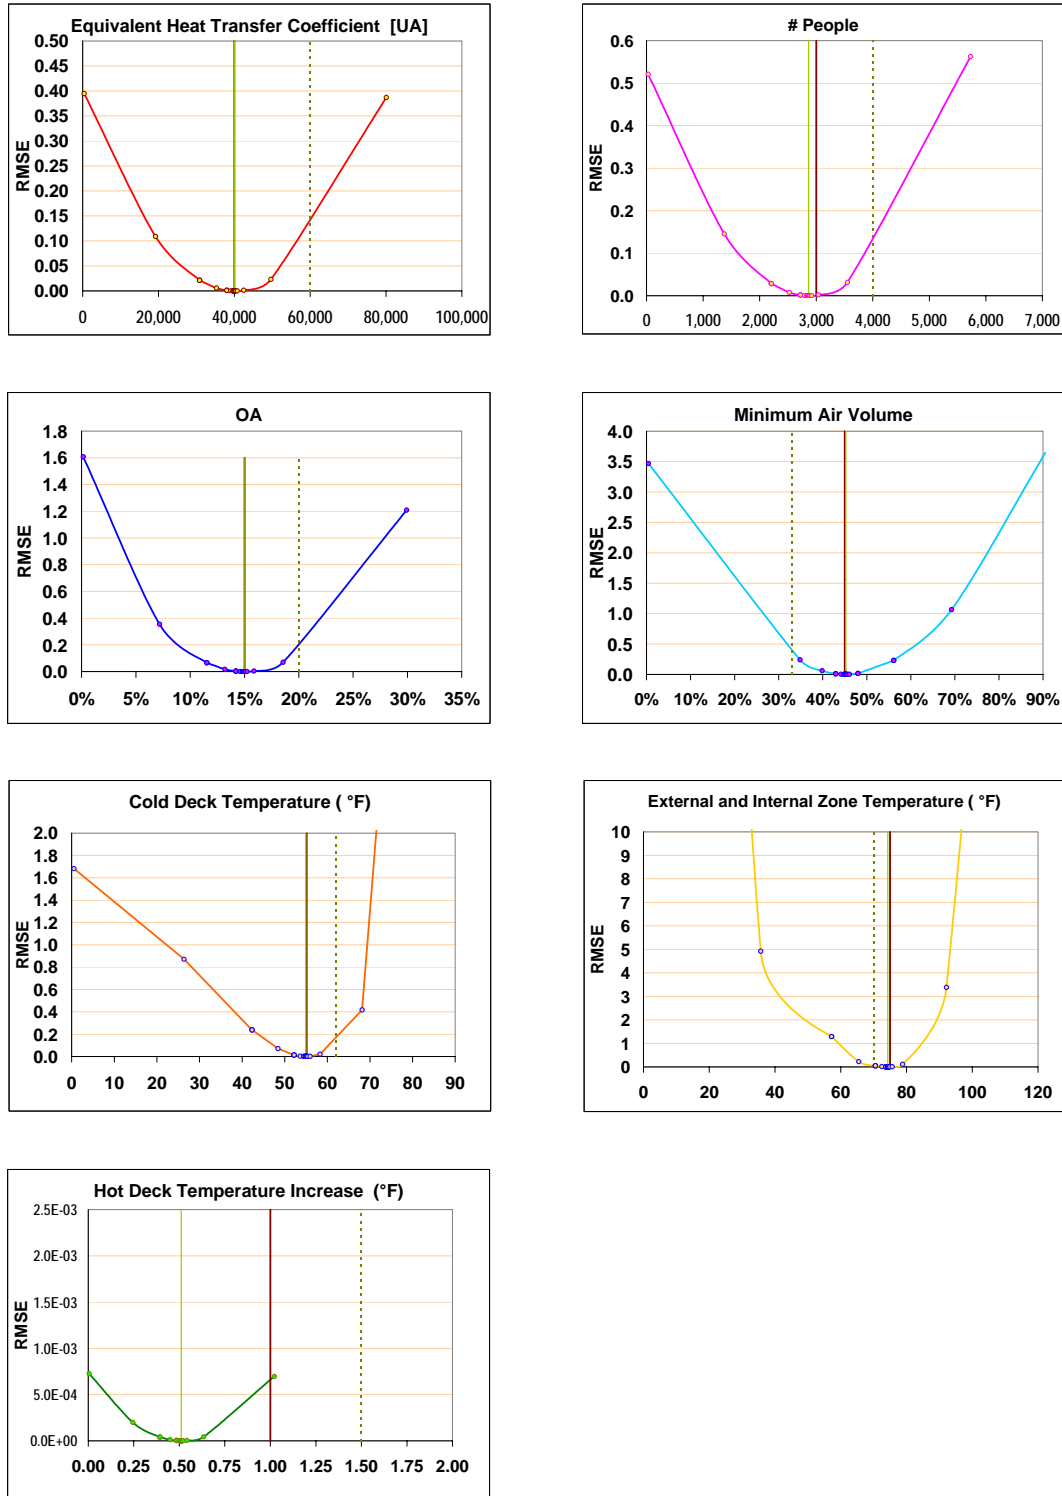 Equivalent Heat Transfer Coefficient [UA]
0.50
0.45
0.40
0.35
0.30
0.25
0.20
0.15
0.10
0.05
0.00
RMSE
0 20,000 40,000 60,000 80,000 100,000
# People
0.6
0.5
0.4
0.3
0.2
0.1
0.0
RMSE
0 1,000 2,000 3,000 4,000 5,000 6,000 7,000
OA
1.8
1.6
1.4
1.2
1.0
0.8
0.6
0.4
0.2
0.0
RMSE
0% 5% 10% 15% 20% 25% 30% 35%
Minimum Air Volume
4.0
3.5
3.0
2.5
2.0
1.5
1.0
0.5
0.0
RMSE
0% 10% 20% 30% 40% 50% 60% 70% 80% 90%
Cold Deck Temperature ( °F)
2.0
1.8
1.6
1.4
1.2
1.0
0.8
0.6
0.4
0.2
0.0
RMSE
0 10 20 30 40 50 60 70 80 90
External and Internal Zone Temperature ( °F)
10
9
8
7
6
5
4
3
2
1
0
RMSE
0 20 40 60 80 100 120
Hot Deck Temperature Increase (°F)
2.5E-03
2.0E-03
1.5E-03
1.0E-03
5.0E-04
0.0E+00
RMSE
0.00 0.25 0.50 0.75 1.00 1.25 1.50 1.75 2.00